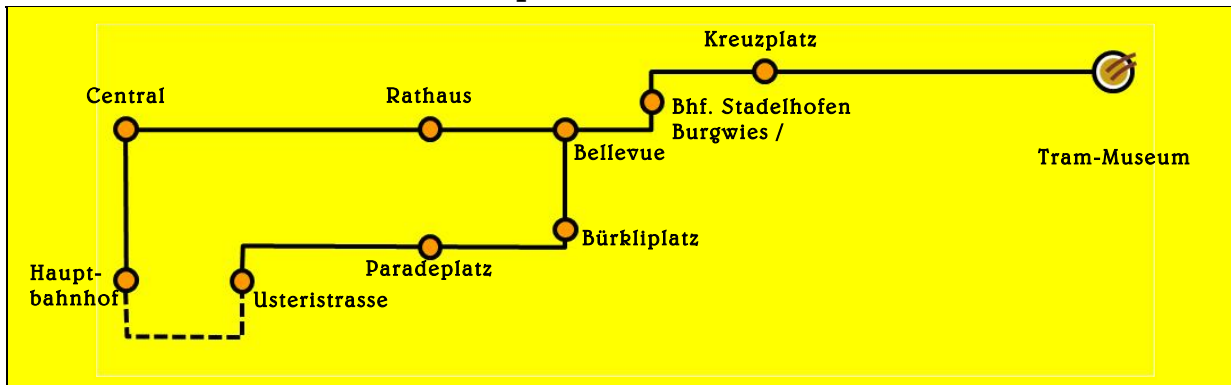 Kreuzplatz
Central
Rathaus
Bhf. Stadelhofen
Burgwies /
Bellevue
Tram-Museum
Bürkliplatz
Haupt-
bahnhof
Paradeplatz
Usteristrasse